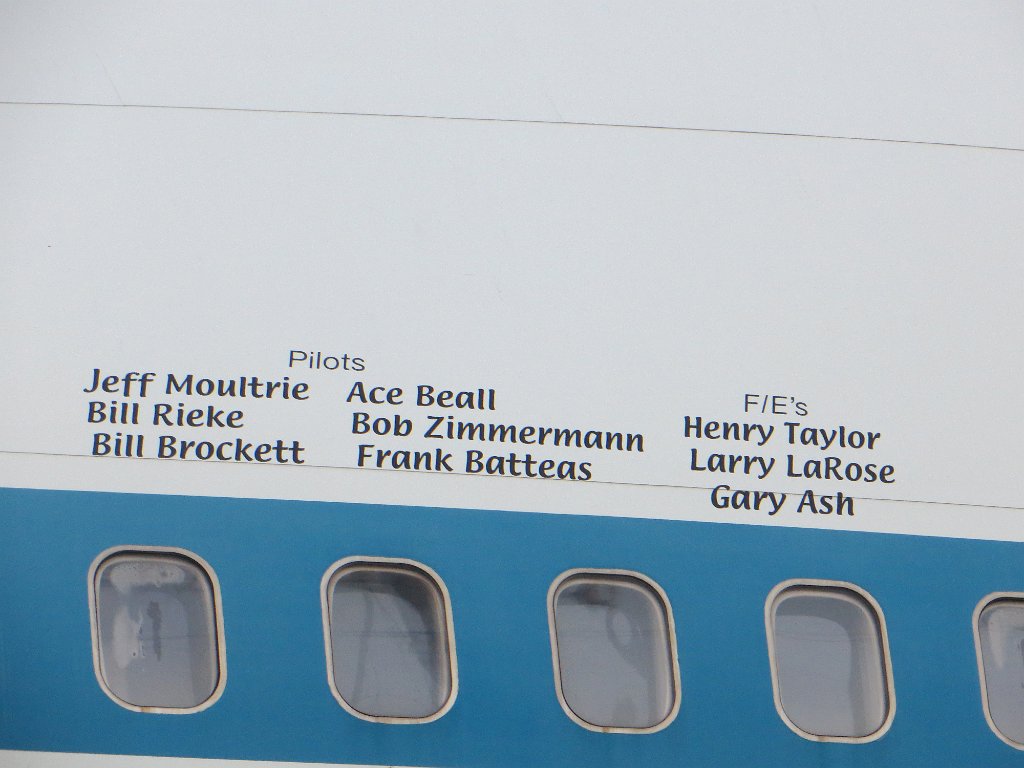 Pilots
Jeff Moultrie Ace Beall
Bill Rieke Bob Zimmermann
Bill Brockett Frank Batteas
F/E's
Henry Taylor
Larry LaRose
Gary Ash